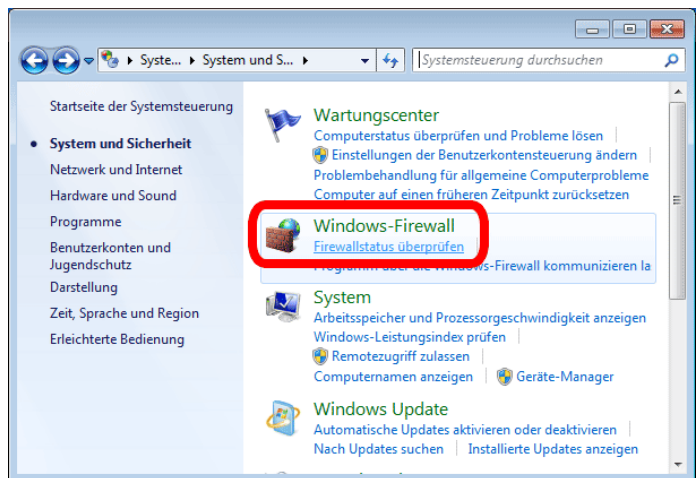 Syste... System und S...
Systemsteuerung durchsuchen
Startseite der Systemsteuerung
System und Sicherheit
Netzwerk und Internet
Hardware und Sound
Programme
Benutzerkonten und
Jugendschutz
Darstellung
Zeit, Sprache und Region
Erleichterte Bedienung
Wartungscenter
Computerstatus überprüfen und Probleme lösen
Einstellungen der Benutzerkontensteuerung ändern
Problembehandlung für allgemeine Computerprobleme
Computer auf einen früheren Zeitpunkt zurücksetzen
Windows-Firewall
Firewallstatus überprüfen
Programm über die Windows-Firewall kommunizieren la
System
Arbeitsspeicher und Prozessorgeschwindigkeit anzeigen
Windows-Leistungsindex prüfen
Remotezugriff zulassen
Computernamen anzeigen Geräte-Manager
Windows Update
Automatische Updates aktivieren oder deaktivieren
Nach Updates suchen Installierte Updates anzeigen